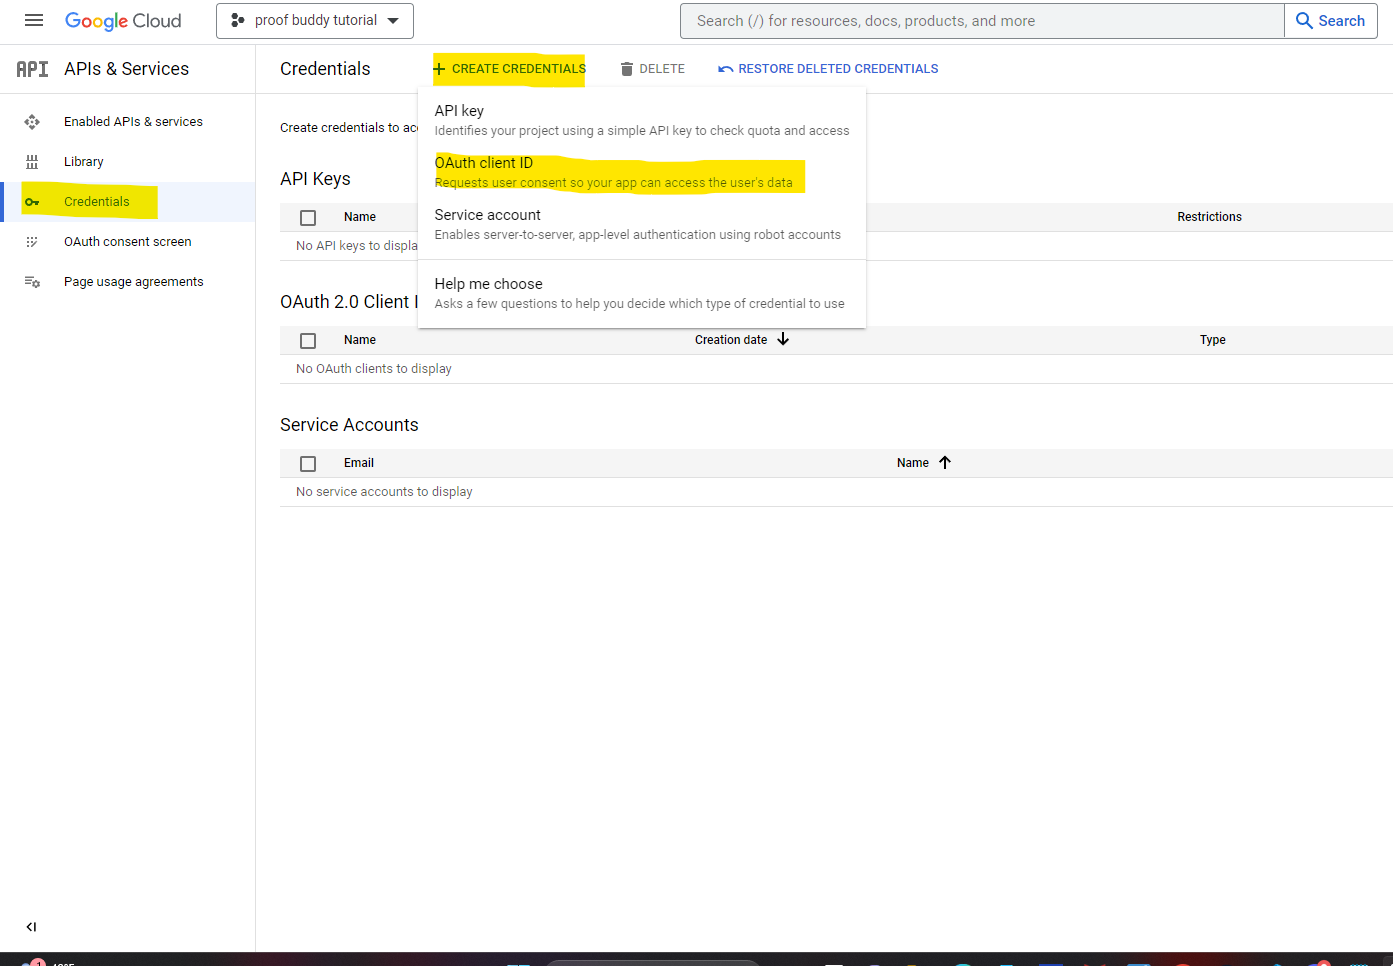 Google Cloud
proof buddy tutorial
Search (/) for resources, docs, products, and more
Search
API
APIs & Services
Credentials
CREATE CREDENTIALS
DELETE
RESTORE DELETED CREDENTIALS
Enabled APIs & services
Library
Credentials
OAuth consent screen
Page usage agreements
Create credentials to
API key
Identifies your project using a simple API key to check quota and access
OAuth client ID
Requests user consent so your app can access the user's data
Service account
Enables server-to-server, app-level authentication using robot accounts
Help me choose
Asks a few questions to help you decide which type of credential to use
API Keys
Name
Restrictions
No API keys to displa
OAuth 2.0 Client I
Name
Creation date
Type
No OAuth clients to display
Service Accounts
Email
Name
No service accounts to display
1